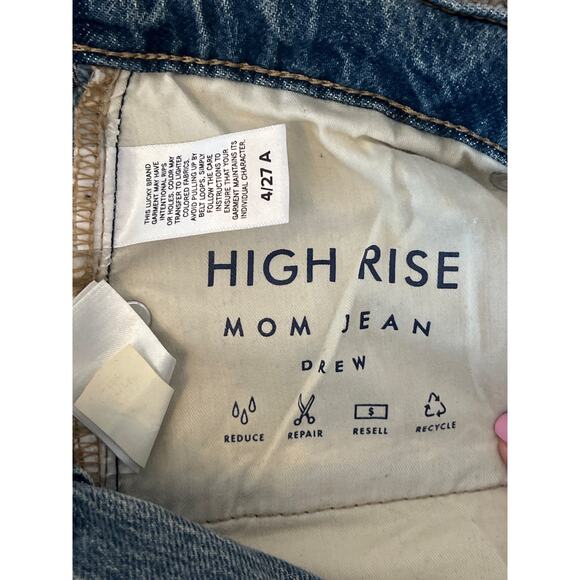 THIS LUCKY BRAND
GARMENT MAY HAVE
INTENTIONAL RIPS
OR HOLES. COLOR MAY
TRANSFER TO LIGHTER
COLORED FABRICS.
AVOID PULLING UP BY
BELT LOOPS. SIMPLY
FOLLOW THE CARE
INSTRUCTIONS TO
ENSURE THAT YOUR
GARMENT MAINTAINS ITS
INDIVIDUAL CHARACTER.
4/27 A
HIGH RISE
MOM JEAN
DREW
$
REDUCE REPAIR RESELL RECYCLE